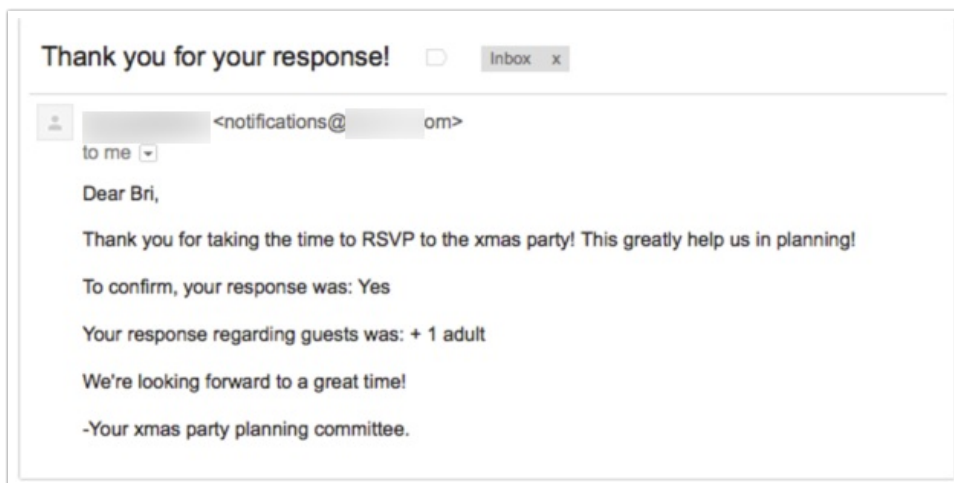 Thank you for your response!
Inbox x
<notifications@ om>
to me
Dear Bri,
Thank you for taking the time to RSVP to the xmas party! This greatly help us in planning!
To confirm, your response was: Yes
Your response regarding guests was: + 1 adult
We're looking forward to a great time!
-Your xmas party planning committee.